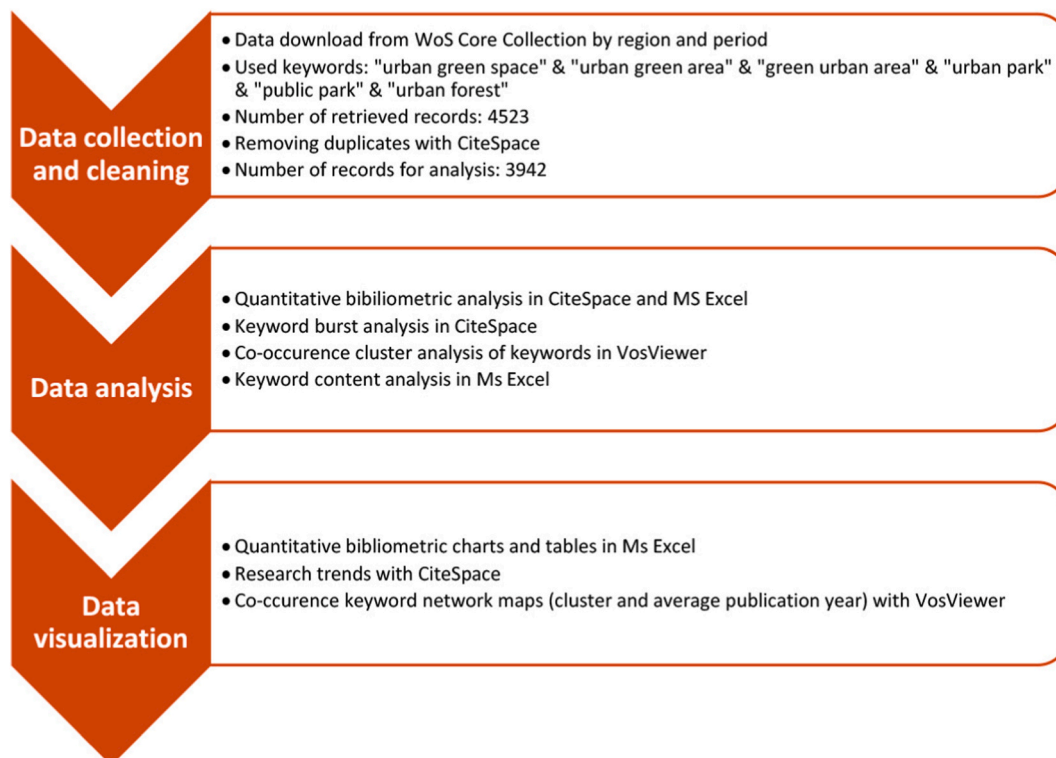 Data collection
and cleaning
• Data download from WoS Core Collection by region and period
• Used keywords: "urban green space" & "urban green area" & "green urban area" & "urban park"
& "public park" & "urban forest"
• Number of retrieved records: 4523
• Removing duplicates with CiteSpace
• Number of records for analysis: 3942
Data analysis
• Quantitative bibiliometric analysis in CiteSpace and MS Excel
• Keyword burst analysis in CiteSpace
• Co-occurence cluster analysis of keywords in VosViewer
• Keyword content analysis in Ms Excel
Data
visualization
• Quantitative bibliometric charts and tables in Ms Excel
• Research trends with CiteSpace
• Co-ccurence keyword network maps (cluster and average publication year) with VosViewer